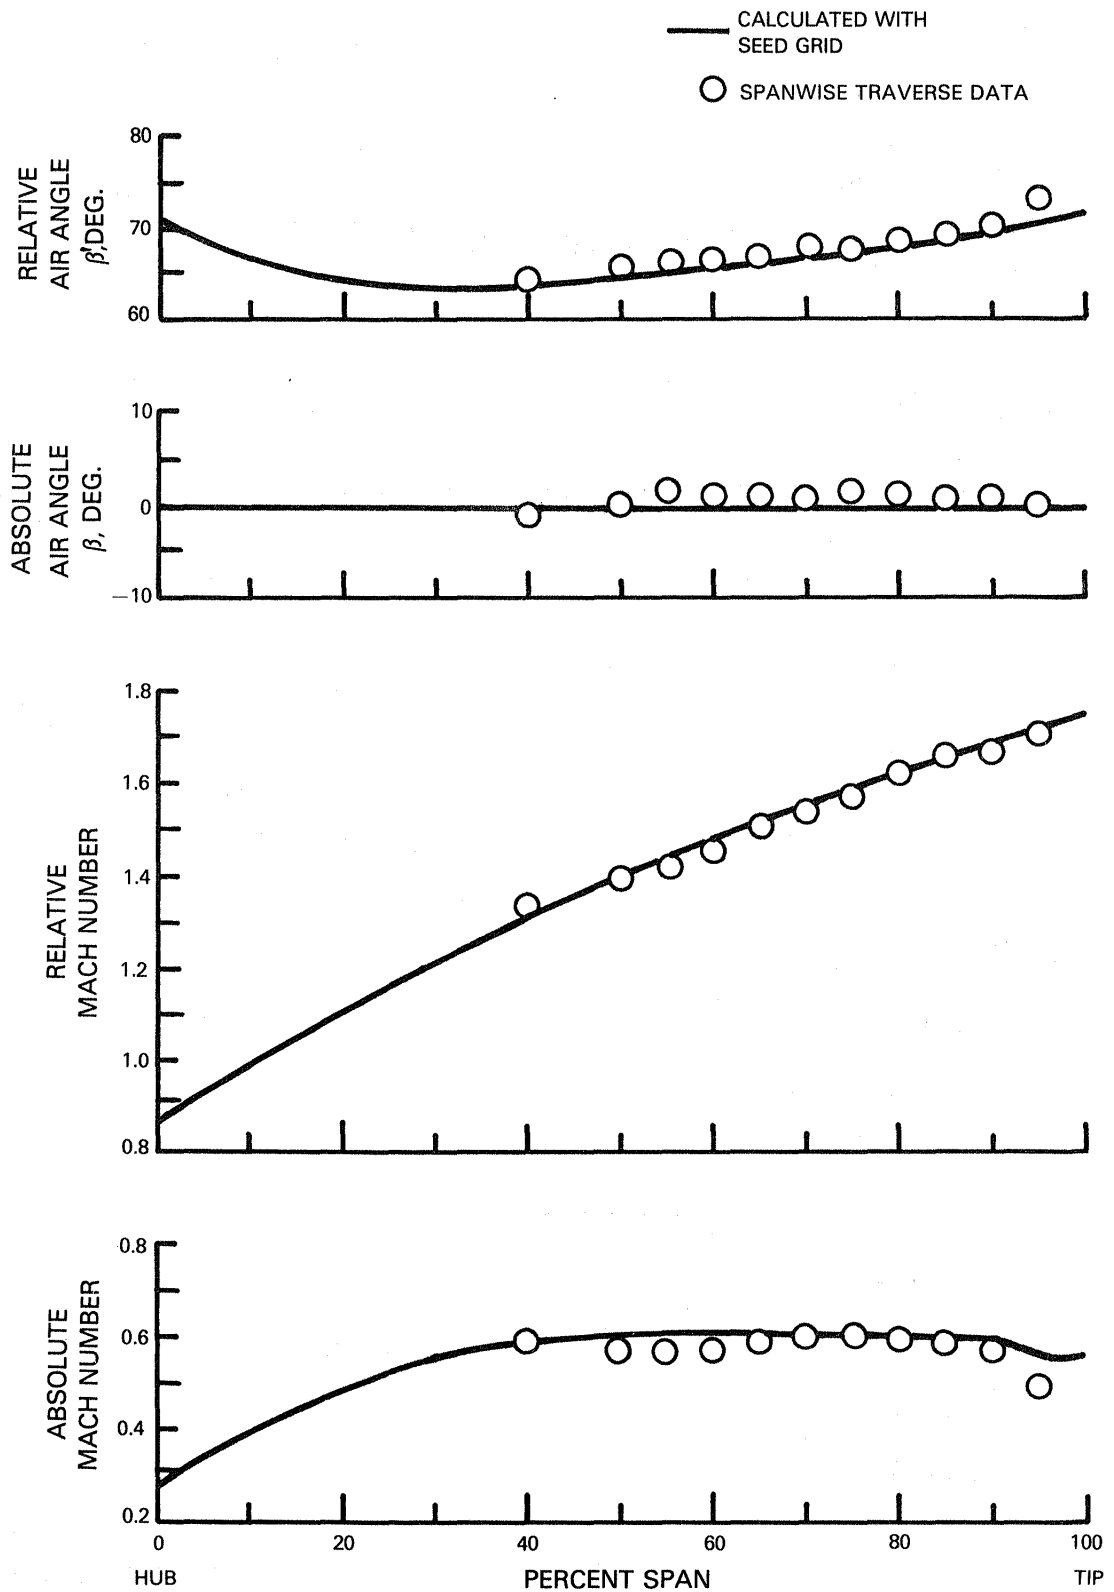 CALCULATED WITH
SEED GRID
SPANWISE TRAVERSE DATA
RELATIVE
AIR ANGLE
β′, DEG.
80
70
60
ABSOLUTE
AIR ANGLE
β, DEG.
10
0
−10
RELATIVE
MACH NUMBER
1.8
1.6
1.4
1.2
1.0
0.8
ABSOLUTE
MACH NUMBER
0.8
0.6
0.4
0.2
0 20 40 60 80 100
HUB PERCENT SPAN TIP